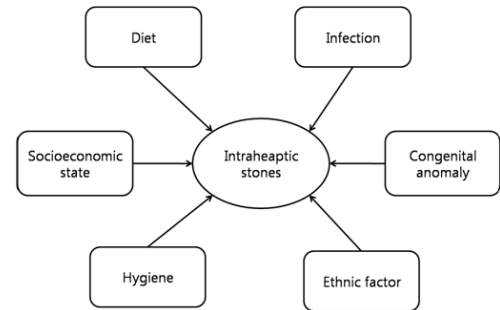 Diet
Infection
Socioeconomic
state
Intraheaptic
stones
Congenital
anomaly
Hygiene
Ethnic factor